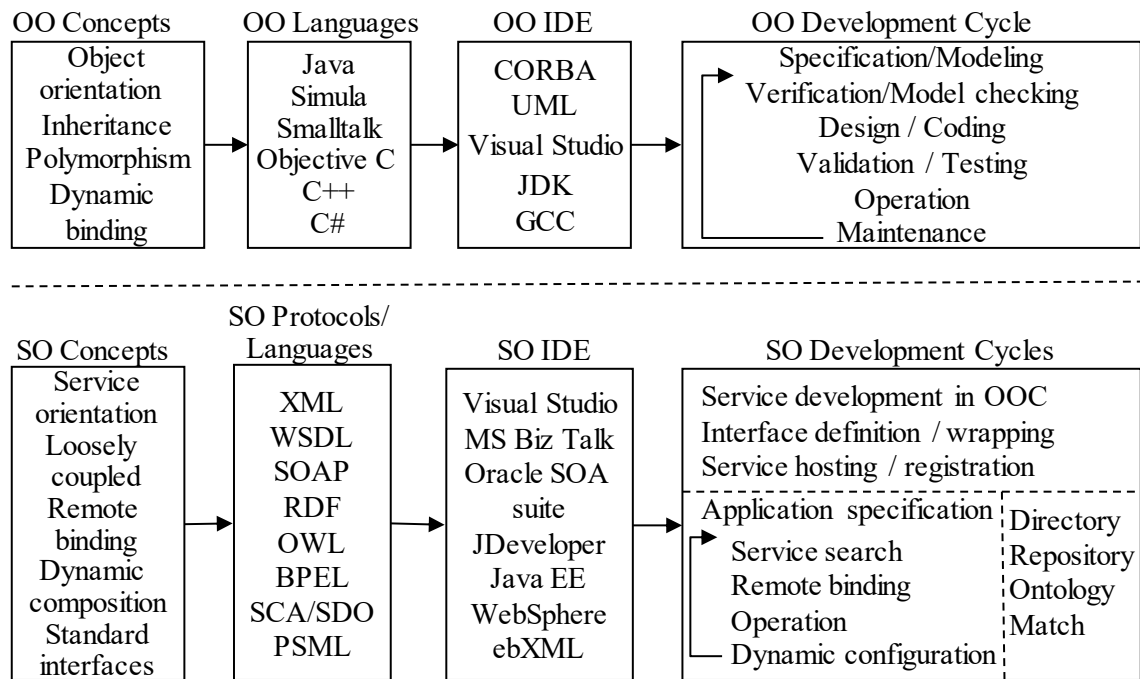 OO Concepts
Object
orientation
Inheritance
Polymorphism
Dynamic
binding
OO Languages
Java
Simula
Smalltalk
Objective C
C++
C#
OO IDE
CORBA
UML
Visual Studio
JDK
GCC
OO Development Cycle
Specification/Modeling
Verification/Model checking
Design / Coding
Validation / Testing
Operation
Maintenance
SO Concepts
Service
orientation
Loosely
coupled
Remote
binding
Dynamic
composition
Standard
interfaces
SO Protocols/
Languages
XML
WSDL
SOAP
RDF
OWL
BPEL
SCA/SDO
PSML
SO IDE
Visual Studio
MS Biz Talk
Oracle SOA
suite
JDeveloper
Java EE
WebSphere
ebXML
SO Development Cycles
Service development in OOC
Interface definition / wrapping
Service hosting / registration
Application specification
Service search
Remote binding
Operation
Dynamic configuration
Directory
Repository
Ontology
Match